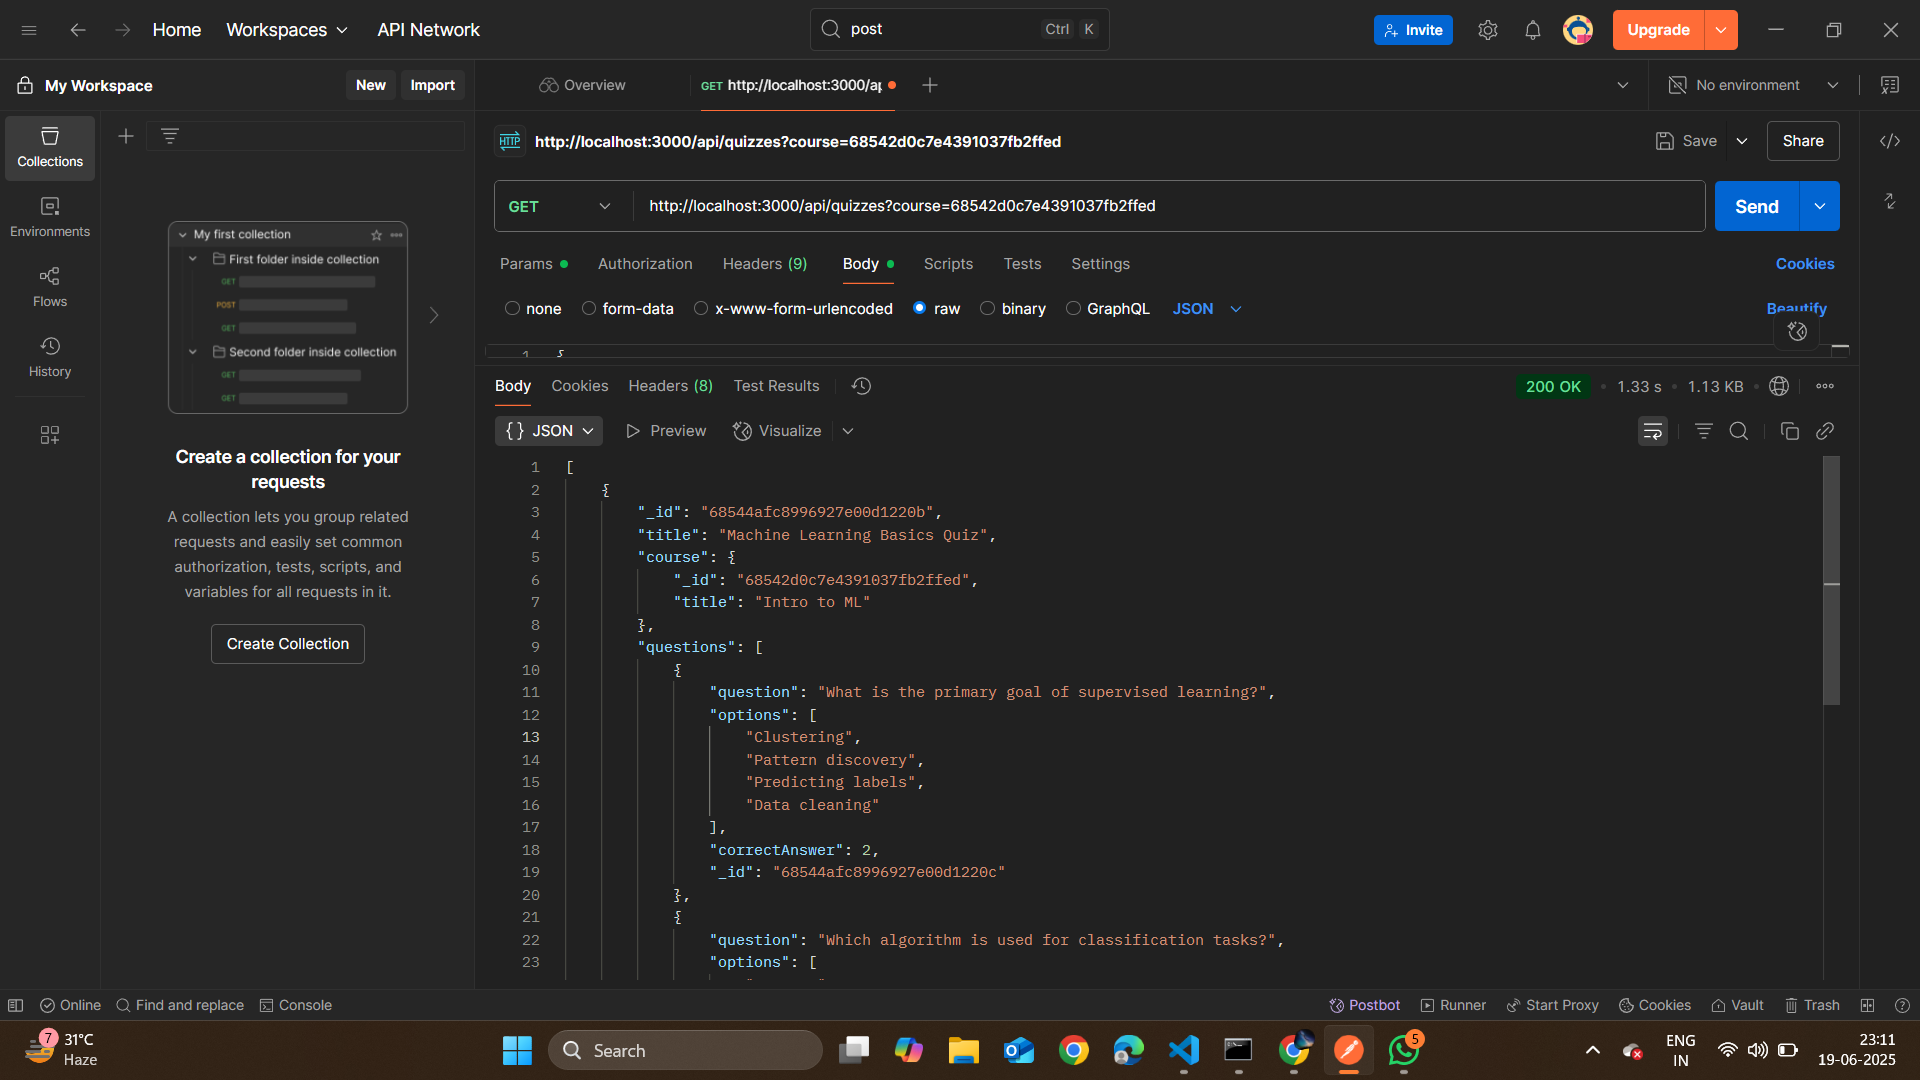 Home
Workspaces
API Network
post
Ctrl K
Invite
Upgrade
My Workspace
New
Import
Overview
GET http://localhost:3000/ap
No environment
Collections
Environments
Flows
History
My first collection
First folder inside collection
GET
POST
GET
Second folder inside collection
GET
GET
Create a collection for your
requests
A collection lets you group related
requests and easily set common
authorization, tests, scripts, and
variables for all requests in it.
Create Collection
HTTP
http://localhost:3000/api/quizzes?course=68542d0c7e4391037fb2ffed
Save
Share
GET
http://localhost:3000/api/quizzes?course=68542d0c7e4391037fb2ffed
Send
Params
Authorization
Headers (9)
Body
Scripts
Tests
Settings
Cookies
none
form-data
x-www-form-urlencoded
raw
binary
GraphQL
JSON
Beautify
1 {
Body
Cookies
Headers (8)
Test Results
200 OK
1.33 s
1.13 KB
{} JSON
Preview
Visualize
1 [
2 {
3 "_id": "68544afc8996927e00d1220b",
4 "title": "Machine Learning Basics Quiz",
5 "course": {
6 "_id": "68542d0c7e4391037fb2ffed",
7 "title": "Intro to ML"
8 },
9 "questions": [
10 {
11 "question": "What is the primary goal of supervised learning?",
12 "options": [
13 "Clustering",
14 "Pattern discovery",
15 "Predicting labels",
16 "Data cleaning"
17 ],
18 "correctAnswer": 2,
19 "_id": "68544afc8996927e00d1220c"
20 },
21 {
22 "question": "Which algorithm is used for classification tasks?",
23 "options": [
Online
Find and replace
Console
Postbot
Runner
Start Proxy
Cookies
Vault
Trash
7
31°C
Haze
Search
5
ENG
IN
23:11
19-06-2025